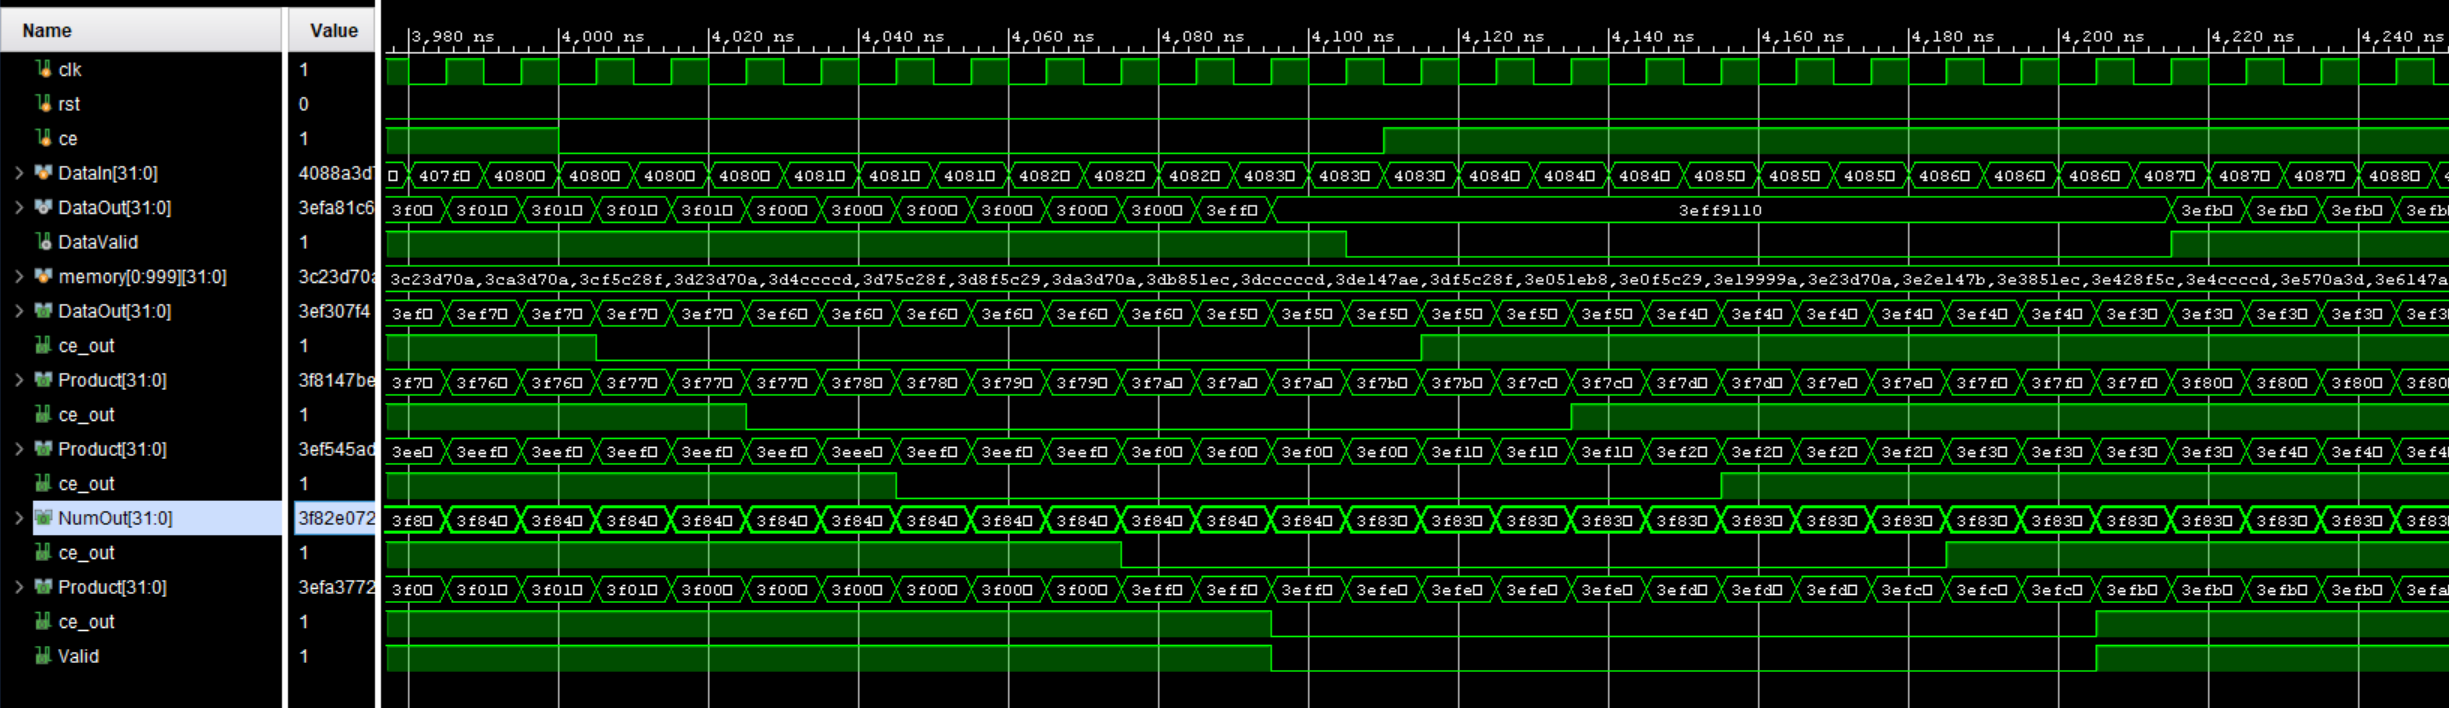 Name Value 3,980 ns 4,000 ns 4,020 ns 4,040 ns 4,060 ns 4,080 ns 4,100 ns 4,120 ns 4,140 ns 4,160 ns 4,180 ns 4,200 ns 4,220 ns 4,240 ns
clk 1
rst 0
ce 1
DataIn[31:0] 4088a3d7 407f 4080 4080 4080 4080 4081 4081 4081 4082 4082 4082 4083 4083 4083 4084 4084 4084 4085 4085 4085 4086 4086 4086 4087 4087 4087 4088
DataOut[31:0] 3efa81c6 3f0 3f01 3f01 3f01 3f01 3f00 3f00 3f00 3f00 3f00 3f00 3eff 3eff9110 3efb 3efb 3efb 3efb
DataValid 1
memory[0:999][31:0] 3c23d70a 3c23d70a,3ca3d70a,3cf5c28f,3d23d70a,3d4ccccd,3d75c28f,3d8f5c29,3da3d70a,3db851ec,3dcccccd,3de147ae,3df5c28f,3e051eb8,3e0f5c29,3e19999a,3e23d70a,3e2e147b,3e3851ec,3e428f5c,3e4ccccd,3e570a3d,3e6147a
DataOut[31:0] 3ef307f4 3ef 3ef7 3ef7 3ef7 3ef7 3ef6 3ef6 3ef6 3ef6 3ef6 3ef6 3ef5 3ef5 3ef5 3ef5 3ef5 3ef5 3ef4 3ef4 3ef4 3ef4 3ef4 3ef3 3ef3 3ef3 3ef3 3ef3
ce_out 1
Product[31:0] 3f8147be 3f7 3f76 3f76 3f77 3f77 3f77 3f78 3f78 3f79 3f79 3f7a 3f7a 3f7a 3f7b 3f7b 3f7c 3f7c 3f7d 3f7d 3f7e 3f7e 3f7f 3f7f 3f7f 3f80 3f80 3f80 3f80
ce_out 1
Product[31:0] 3ef545ad 3ee 3eef 3eef 3eef 3eef 3eee 3eef 3eef 3eef 3ef0 3ef0 3ef0 3ef0 3ef0 3ef1 3ef1 3ef1 3ef2 3ef2 3ef2 3ef2 3ef3 3ef3 3ef3 3ef4 3ef4 3ef4
ce_out 1
NumOut[31:0] 3f82e072 3f8 3f84 3f84 3f84 3f84 3f84 3f84 3f84 3f84 3f84 3f84 3f84 3f84 3f83 3f83 3f83 3f83 3f83 3f83 3f83 3f83 3f83 3f83 3f83 3f83 3f83 3f83 3f83
ce_out 1
Product[31:0] 3efa3772 3f0 3f01 3f01 3f01 3f00 3f00 3f00 3f00 3f00 3f00 3eff 3eff 3eff 3efe 3efe 3efe 3efe 3efd 3efd 3efd 3efc 3efc 3efc 3efb 3efb 3efb 3efb 3efa
ce_out 1
Valid 1